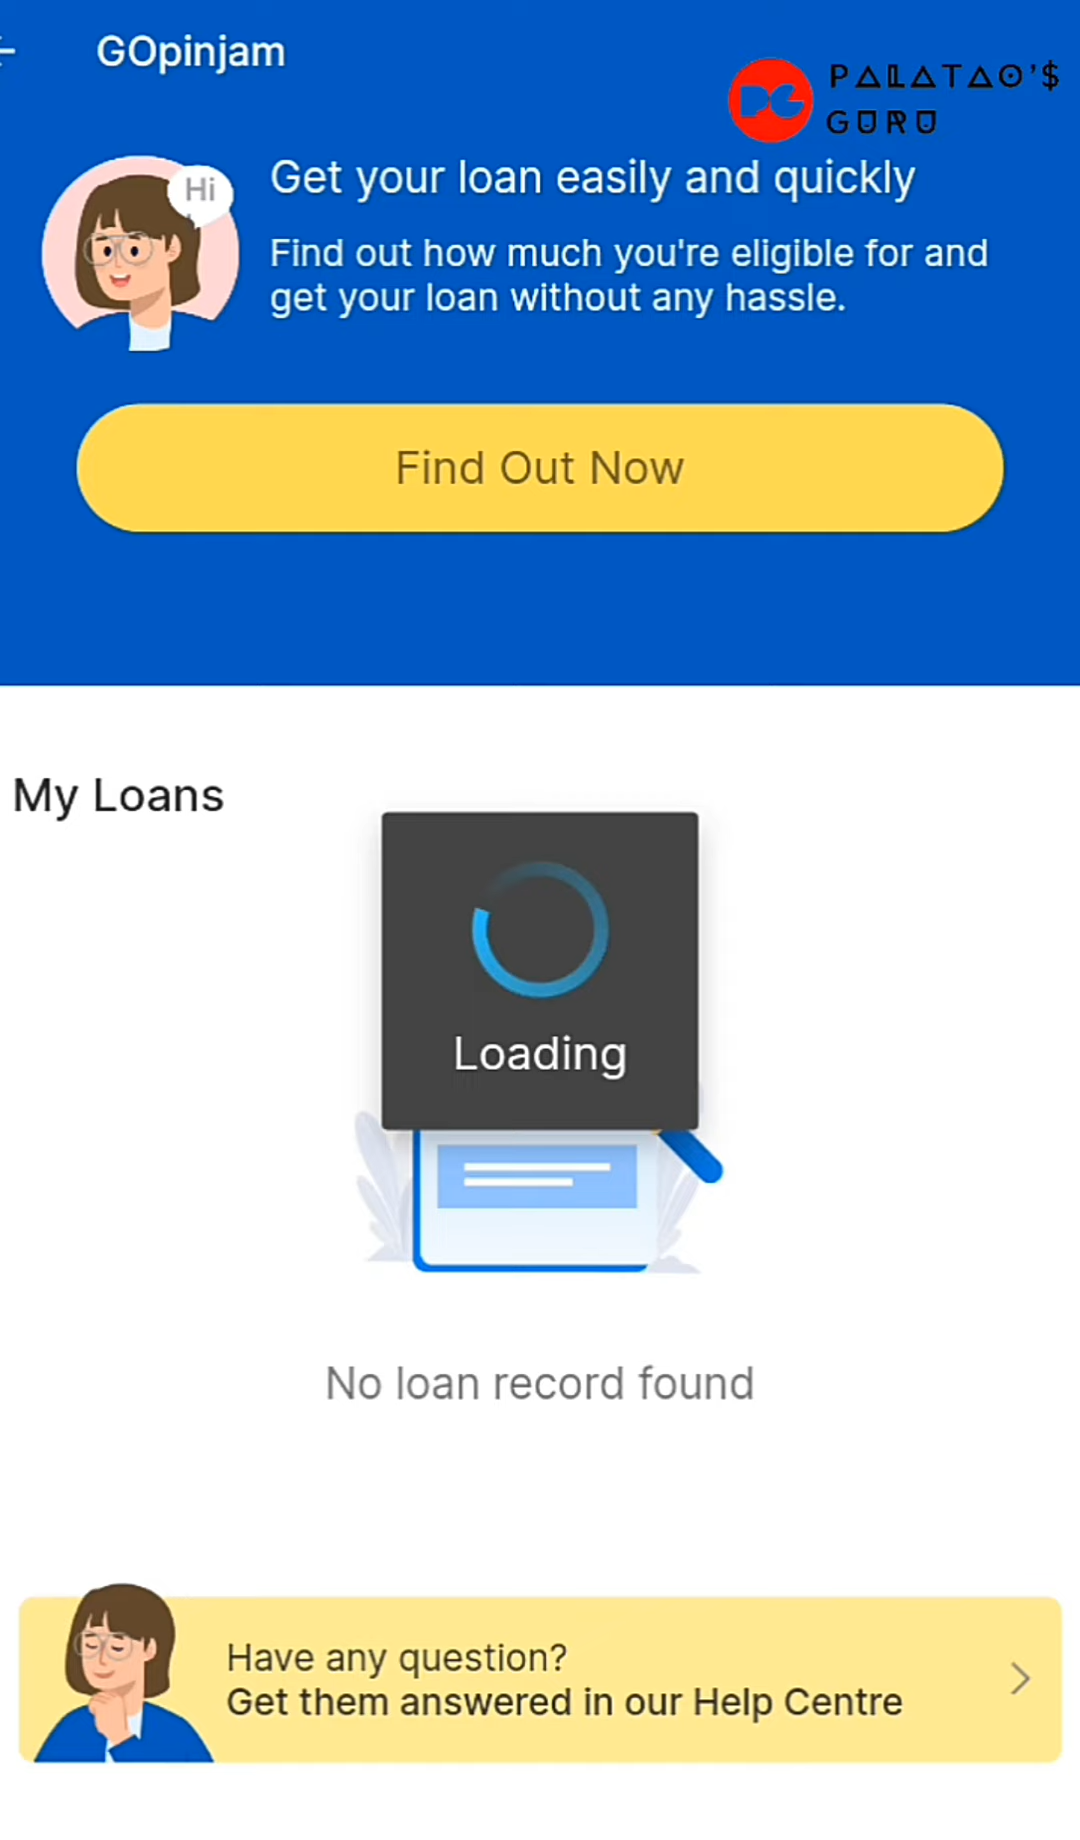 GOpinjam
PALATAO'$
GURU
Hi
Get your loan easily and quickly
Find out how much you're eligible for and
get your loan without any hassle.
Find Out Now
My Loans
Loading
No loan record found
Have any question?
Get them answered in our Help Centre